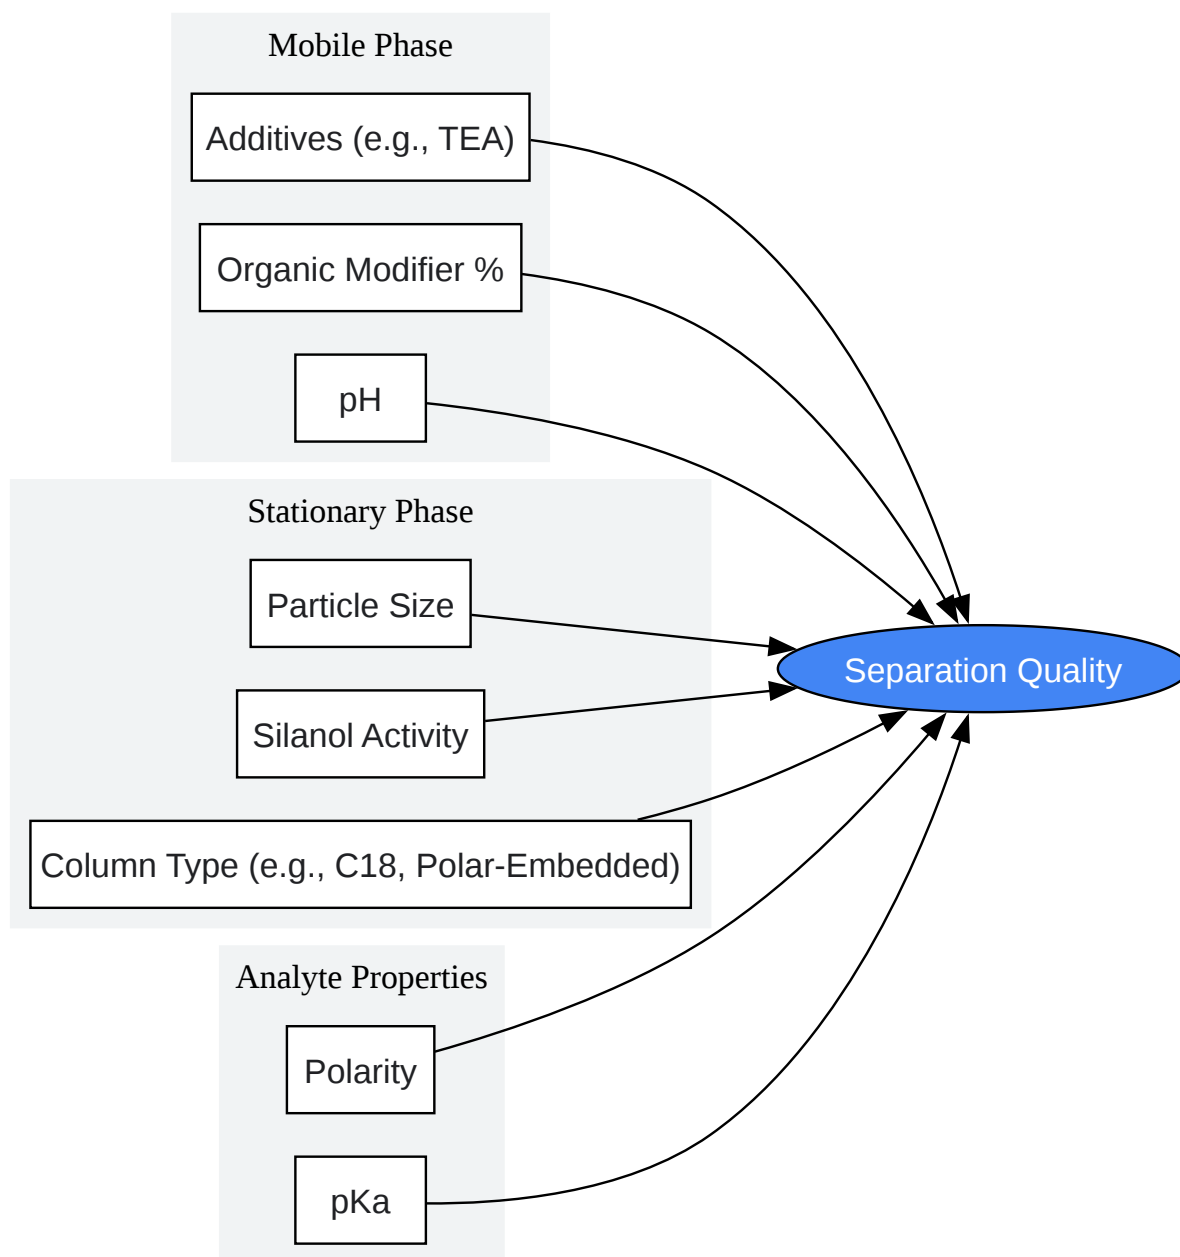 Mobile Phase
Additives (e.g., TEA)
Organic Modifier %
pH
Stationary Phase
Particle Size
Silanol Activity
Column Type (e.g., C18, Polar-Embedded)
Analyte Properties
Polarity
pKa
Separation Quality